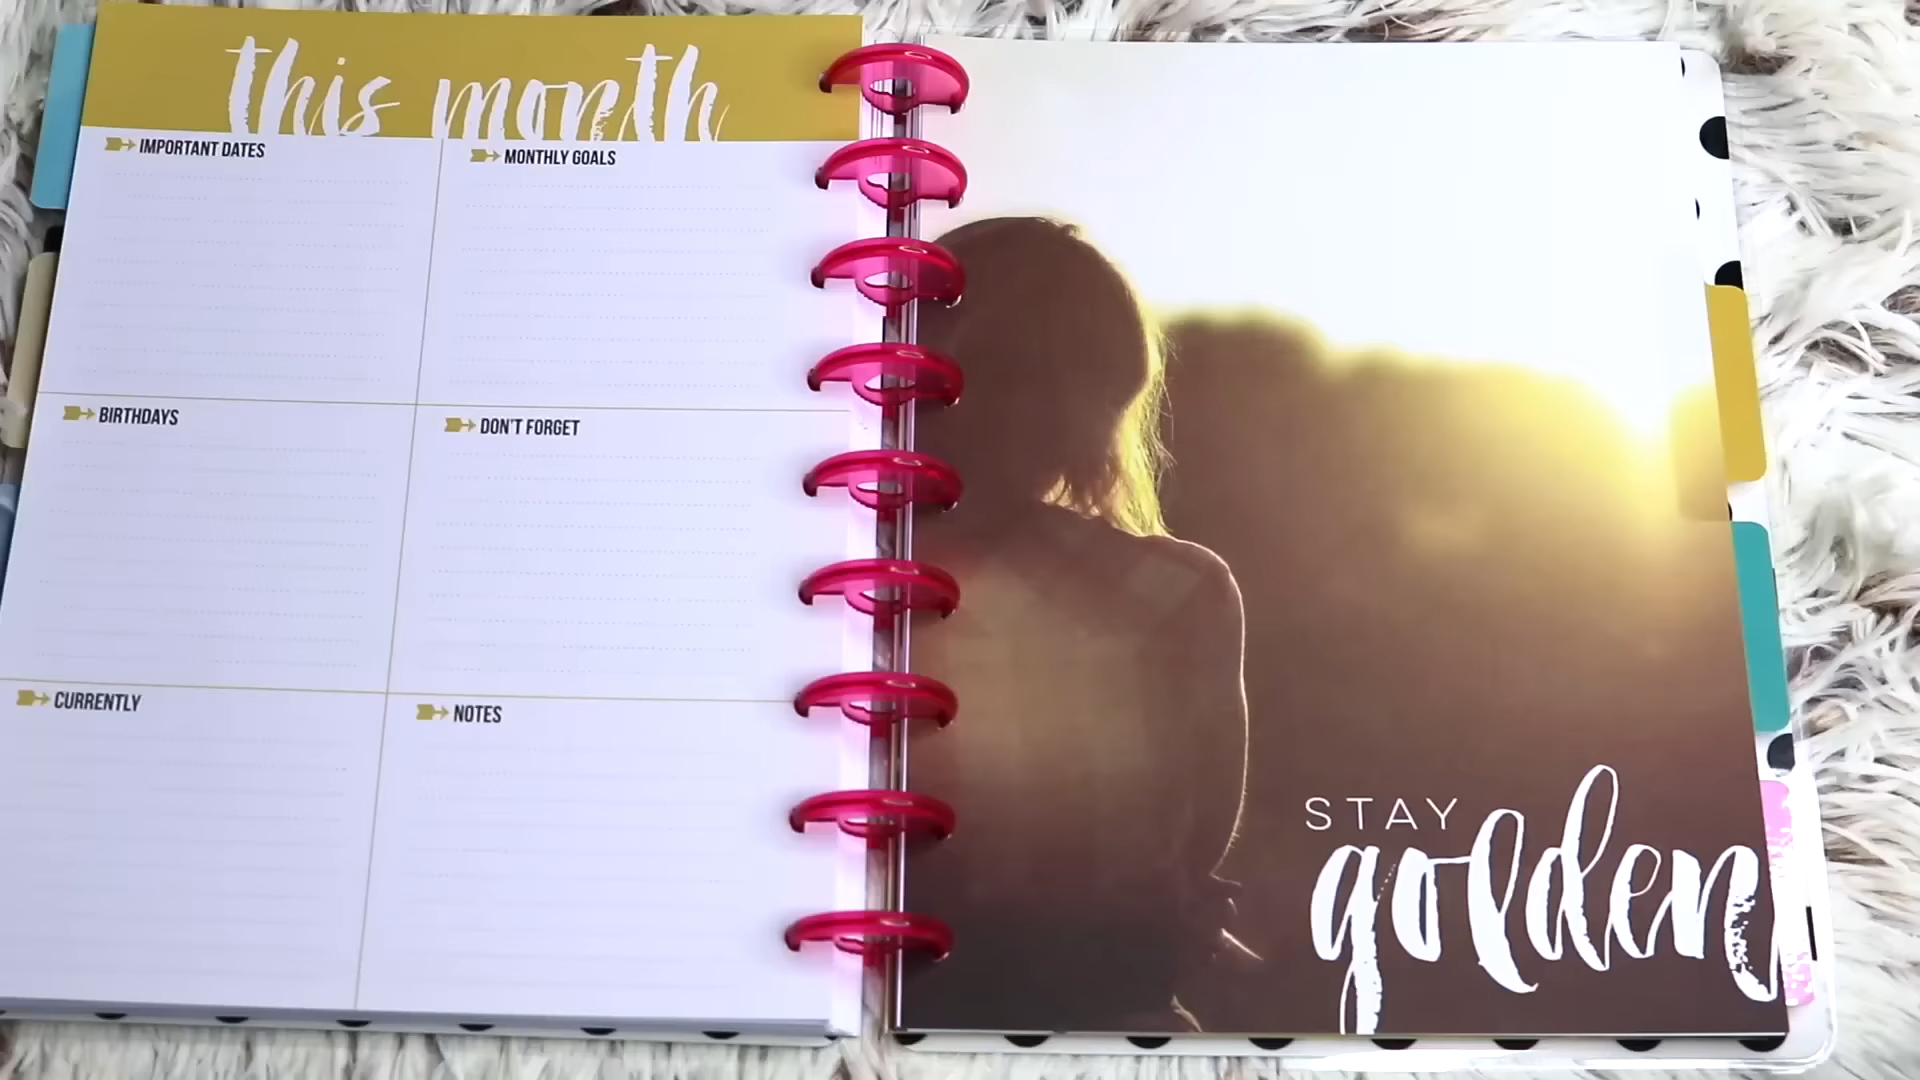 this month
IMPORTANT DATES
MONTHLY GOALS
BIRTHDAYS
DON'T FORGET
CURRENTLY
NOTES
STAY
golden